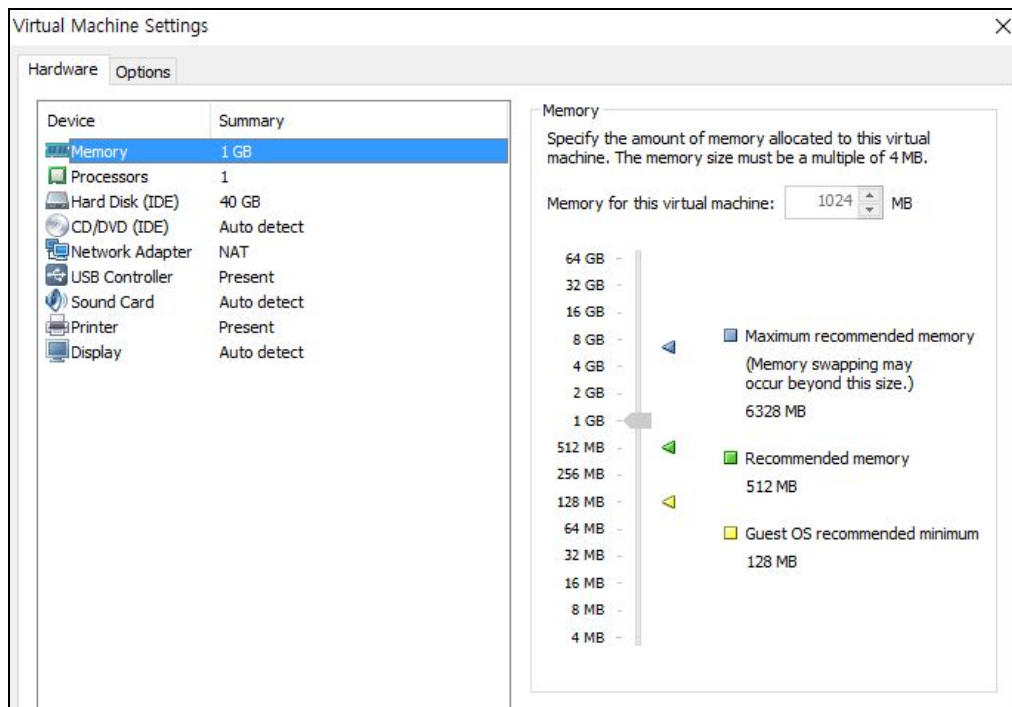 Virtual Machine Settings
Hardware Options
Device Summary
Memory 1 GB
Processors 1
Hard Disk (IDE) 40 GB
CD/DVD (IDE) Auto detect
Network Adapter NAT
USB Controller Present
Sound Card Auto detect
Printer Present
Display Auto detect
Memory
Specify the amount of memory allocated to this virtual
machine. The memory size must be a multiple of 4 MB.
Memory for this virtual machine: 1024 MB
64 GB
32 GB
16 GB
8 GB
4 GB
2 GB
1 GB
512 MB
256 MB
128 MB
64 MB
32 MB
16 MB
8 MB
4 MB
Maximum recommended memory
(Memory swapping may
occur beyond this size.)
6328 MB
Recommended memory
512 MB
Guest OS recommended minimum
128 MB